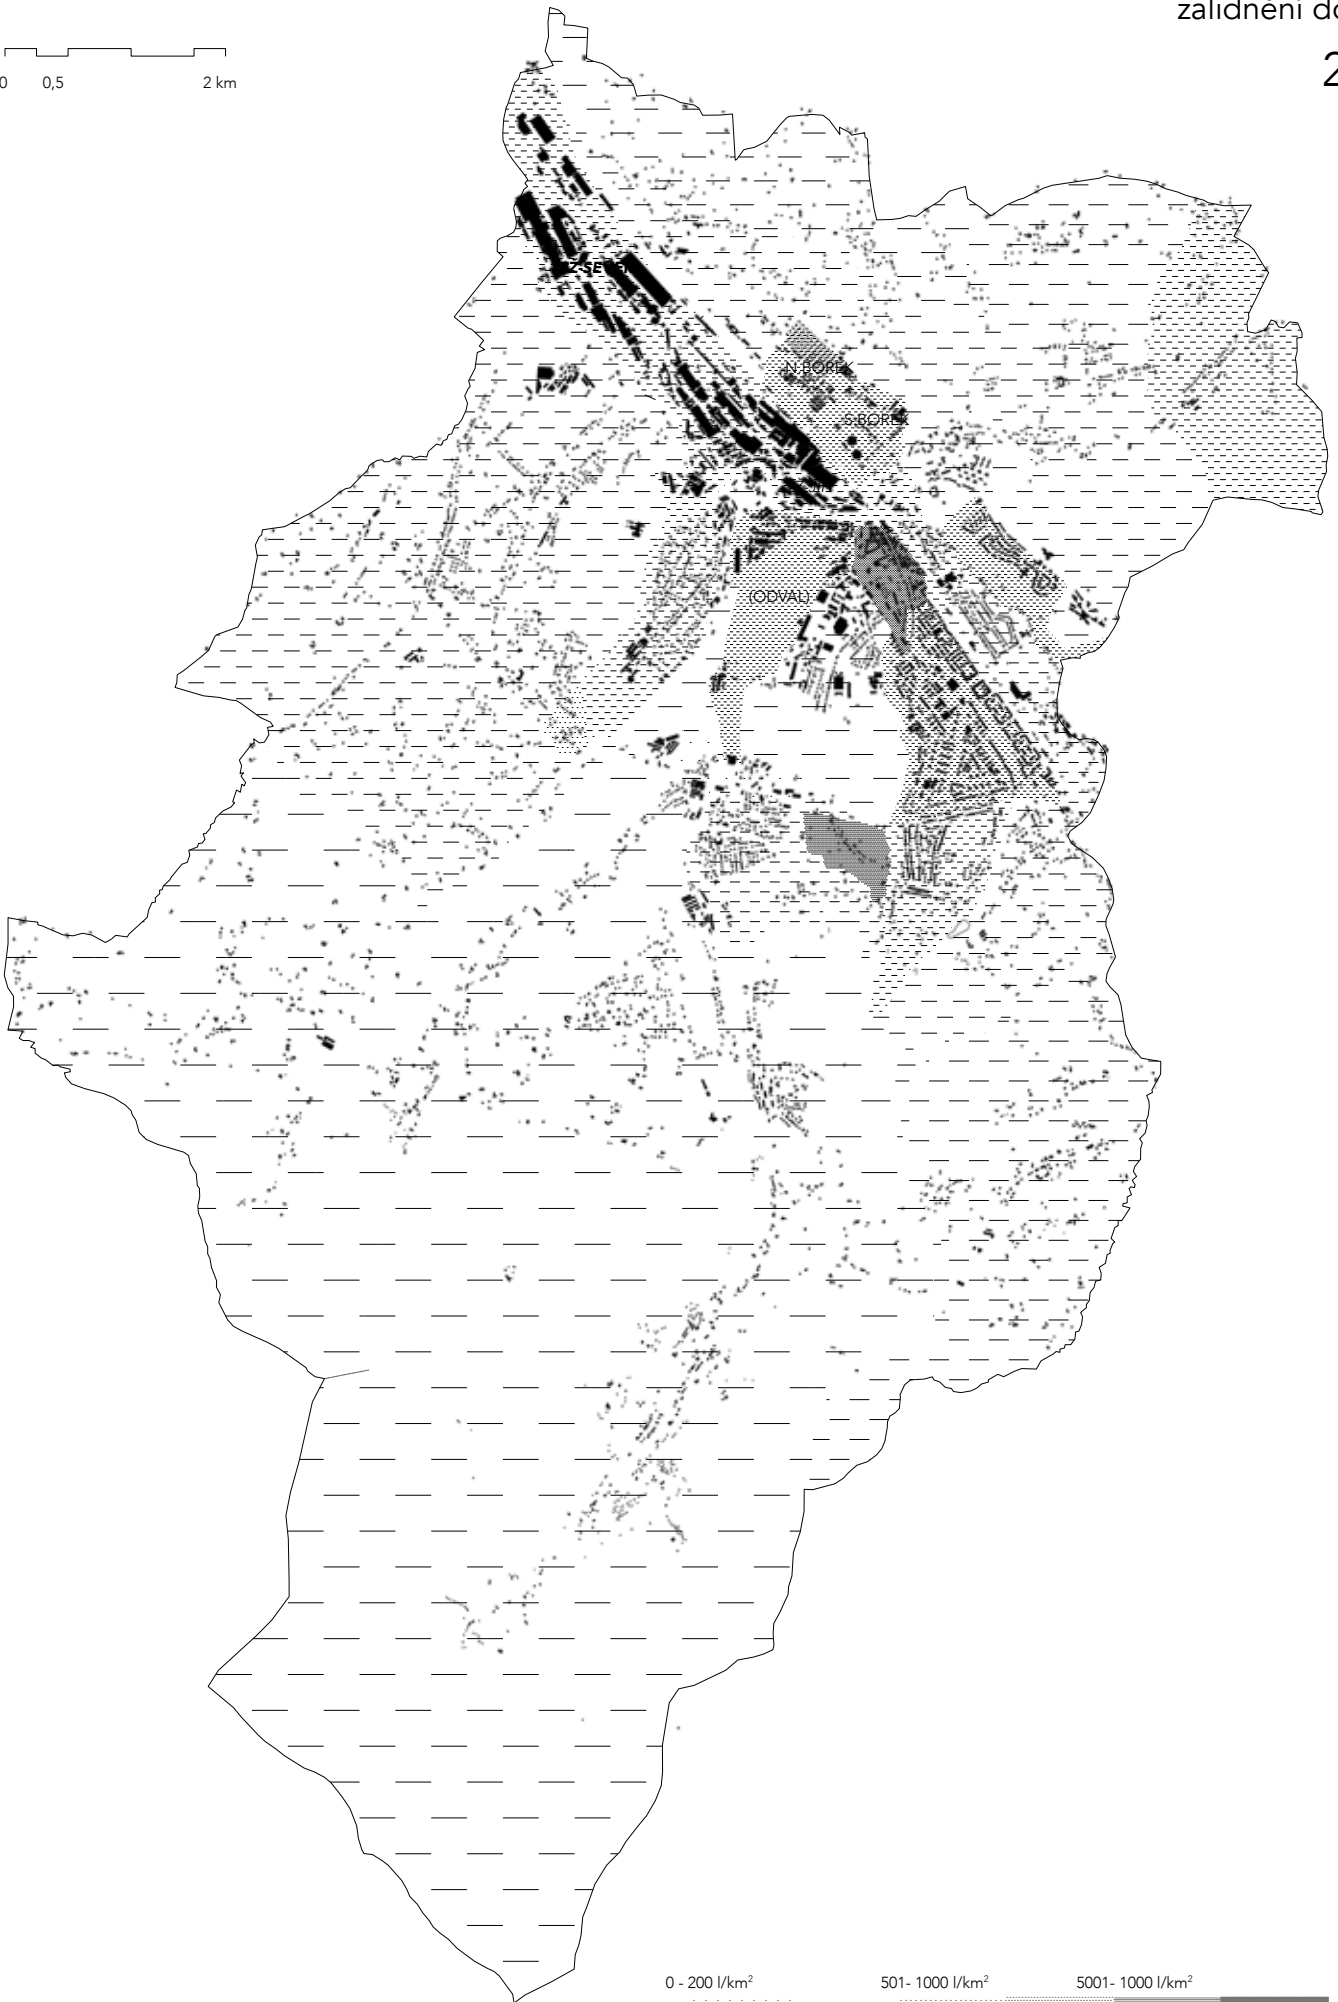 zalidnění do
2
0 0,5 2 km
N.BOREK
S.BOREK
(ODVAL)
0 - 200 l/km²
501- 1000 l/km²
5001- 1000 l/km²